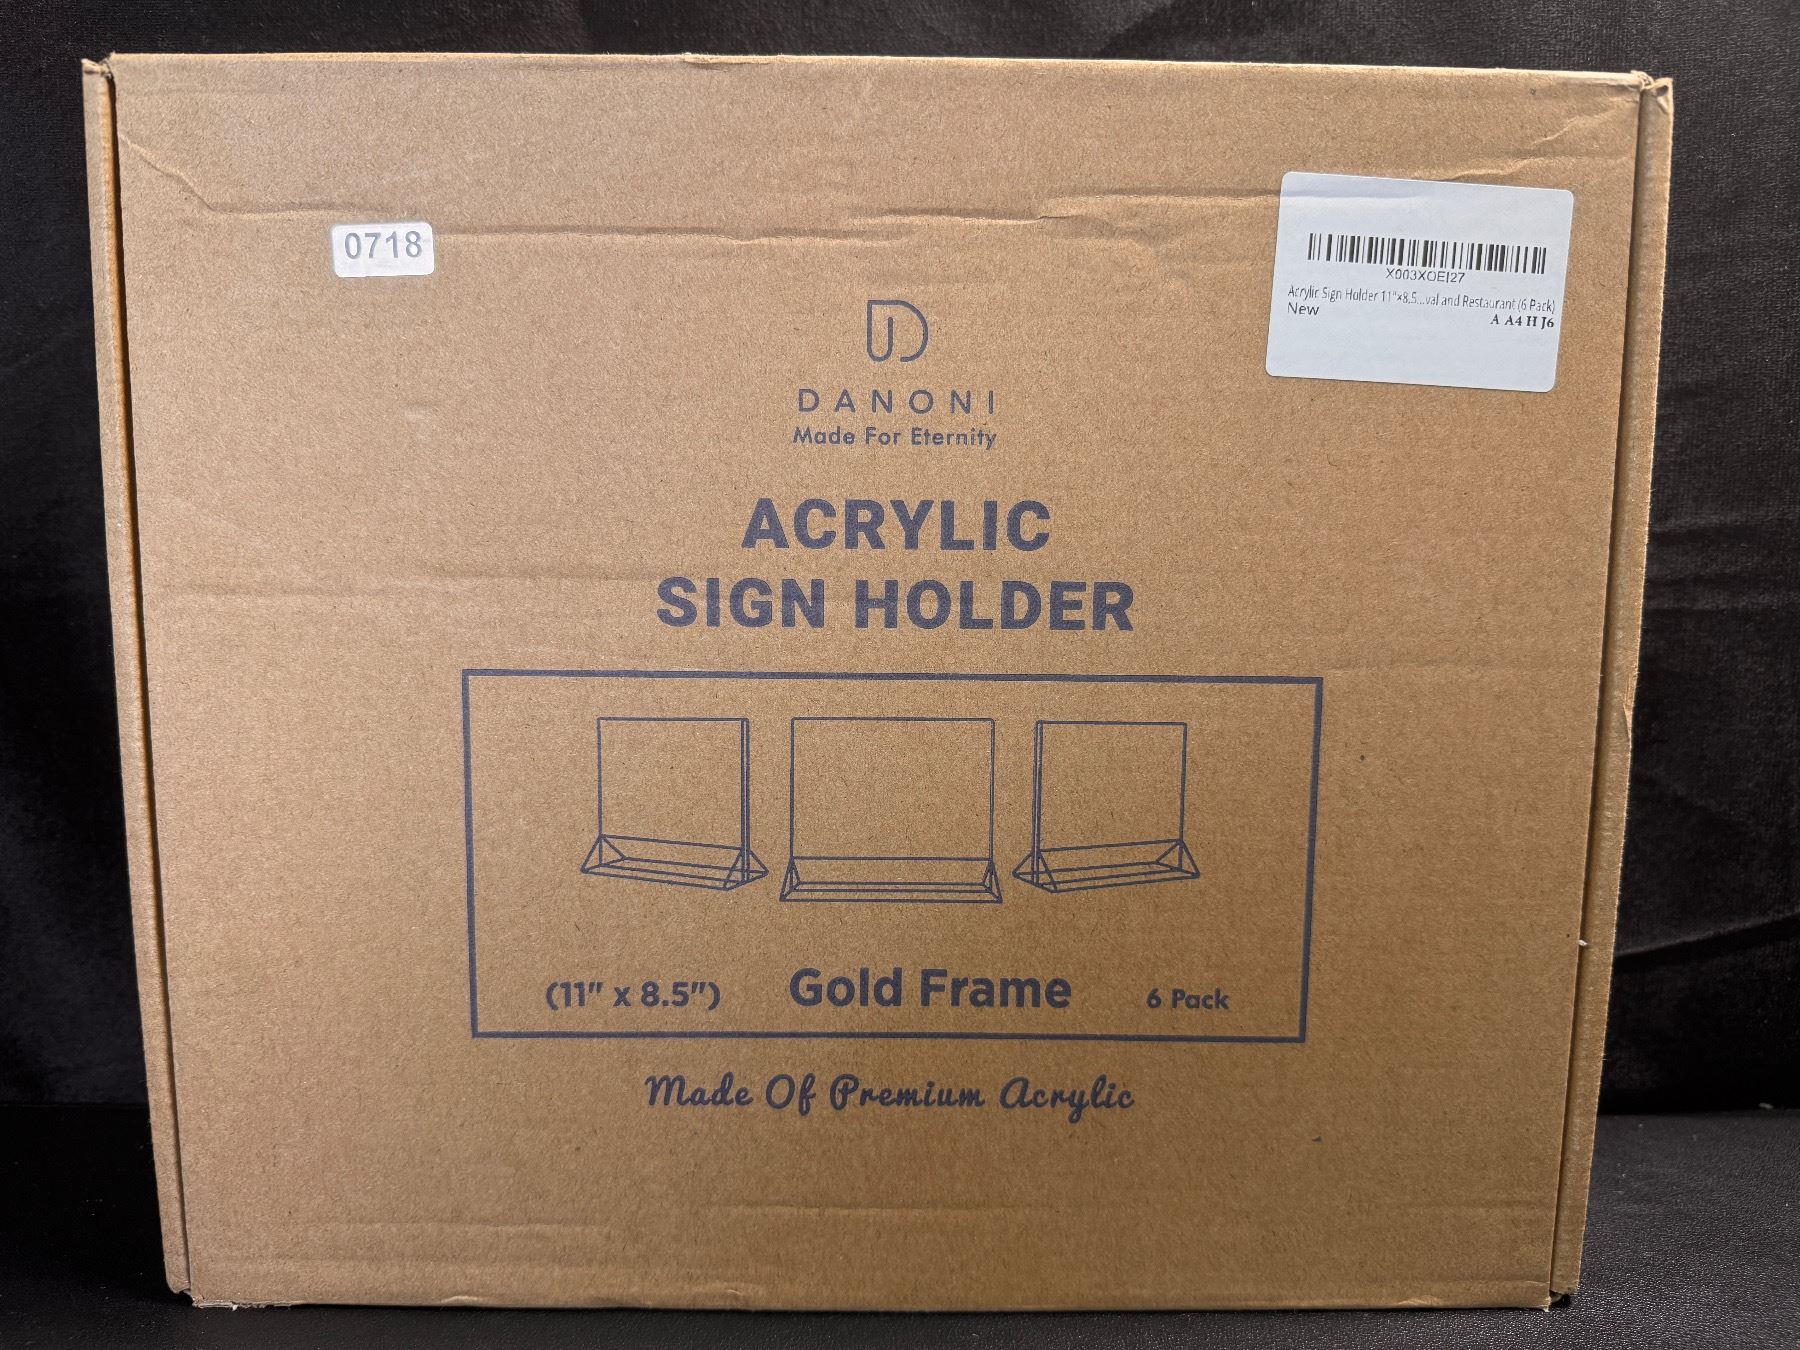 0718
X003XOEI27
Acrylic Sign Holder 11"x8.5...val and Restaurant (6 Pack)
New
A A4 H J6
DANONI
Made For Eternity
ACRYLIC
SIGN HOLDER
(11" x 8.5") Gold Frame 6 Pack
Made Of Premium Acrylic